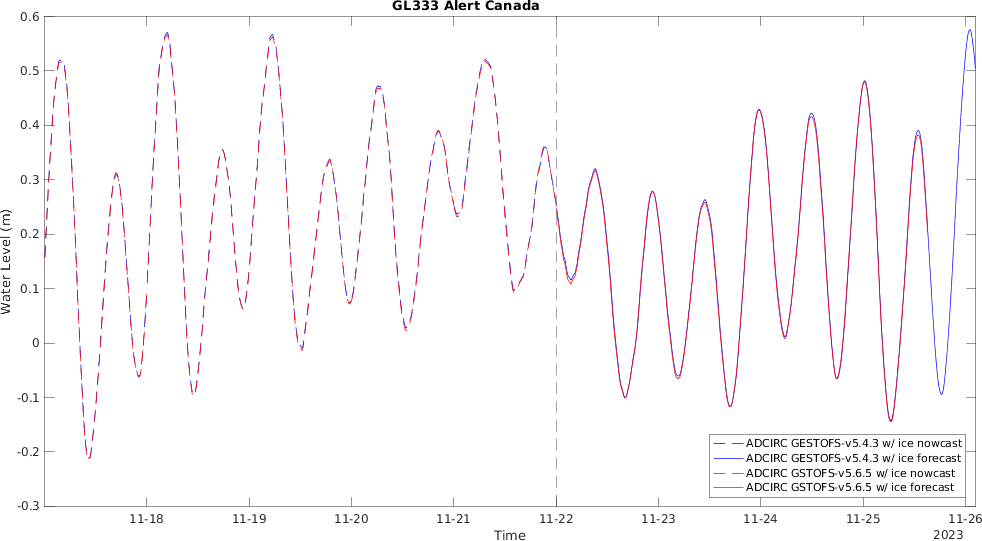 GL333 Alert Canada
Water Level (m)
0.6
0.5
0.4
0.3
0.2
0.1
0
-0.1
-0.2
-0.3
ADCIRC GESTOFS-v5.4.3 w/ ice nowcast
ADCIRC GESTOFS-v5.4.3 w/ ice forecast
ADCIRC GSTOFS-v5.6.5 w/ ice nowcast
ADCIRC GSTOFS-v5.6.5 w/ ice forecast
11-18 11-19 11-20 11-21 11-22 11-23 11-24 11-25 11-26
Time
2023